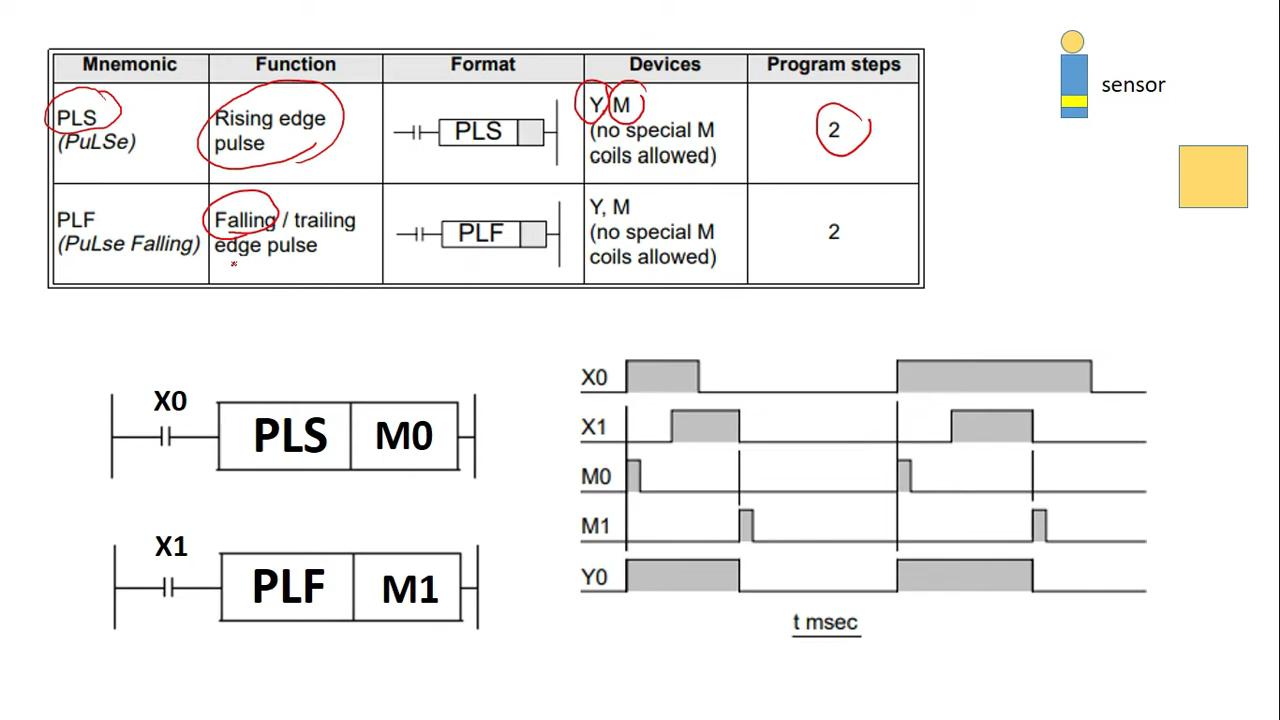 Mnemonic Function Format Devices Program steps
PLS
(PuLSe)
Rising edge
pulse
PLS
Y, M
(no special M
coils allowed)
2
PLF
(PuLse Falling)
Falling / trailing
edge pulse
PLF
Y, M
(no special M
coils allowed)
2
sensor
X0
PLS M0
X1
PLF M1
X0
X1
M0
M1
Y0
t msec